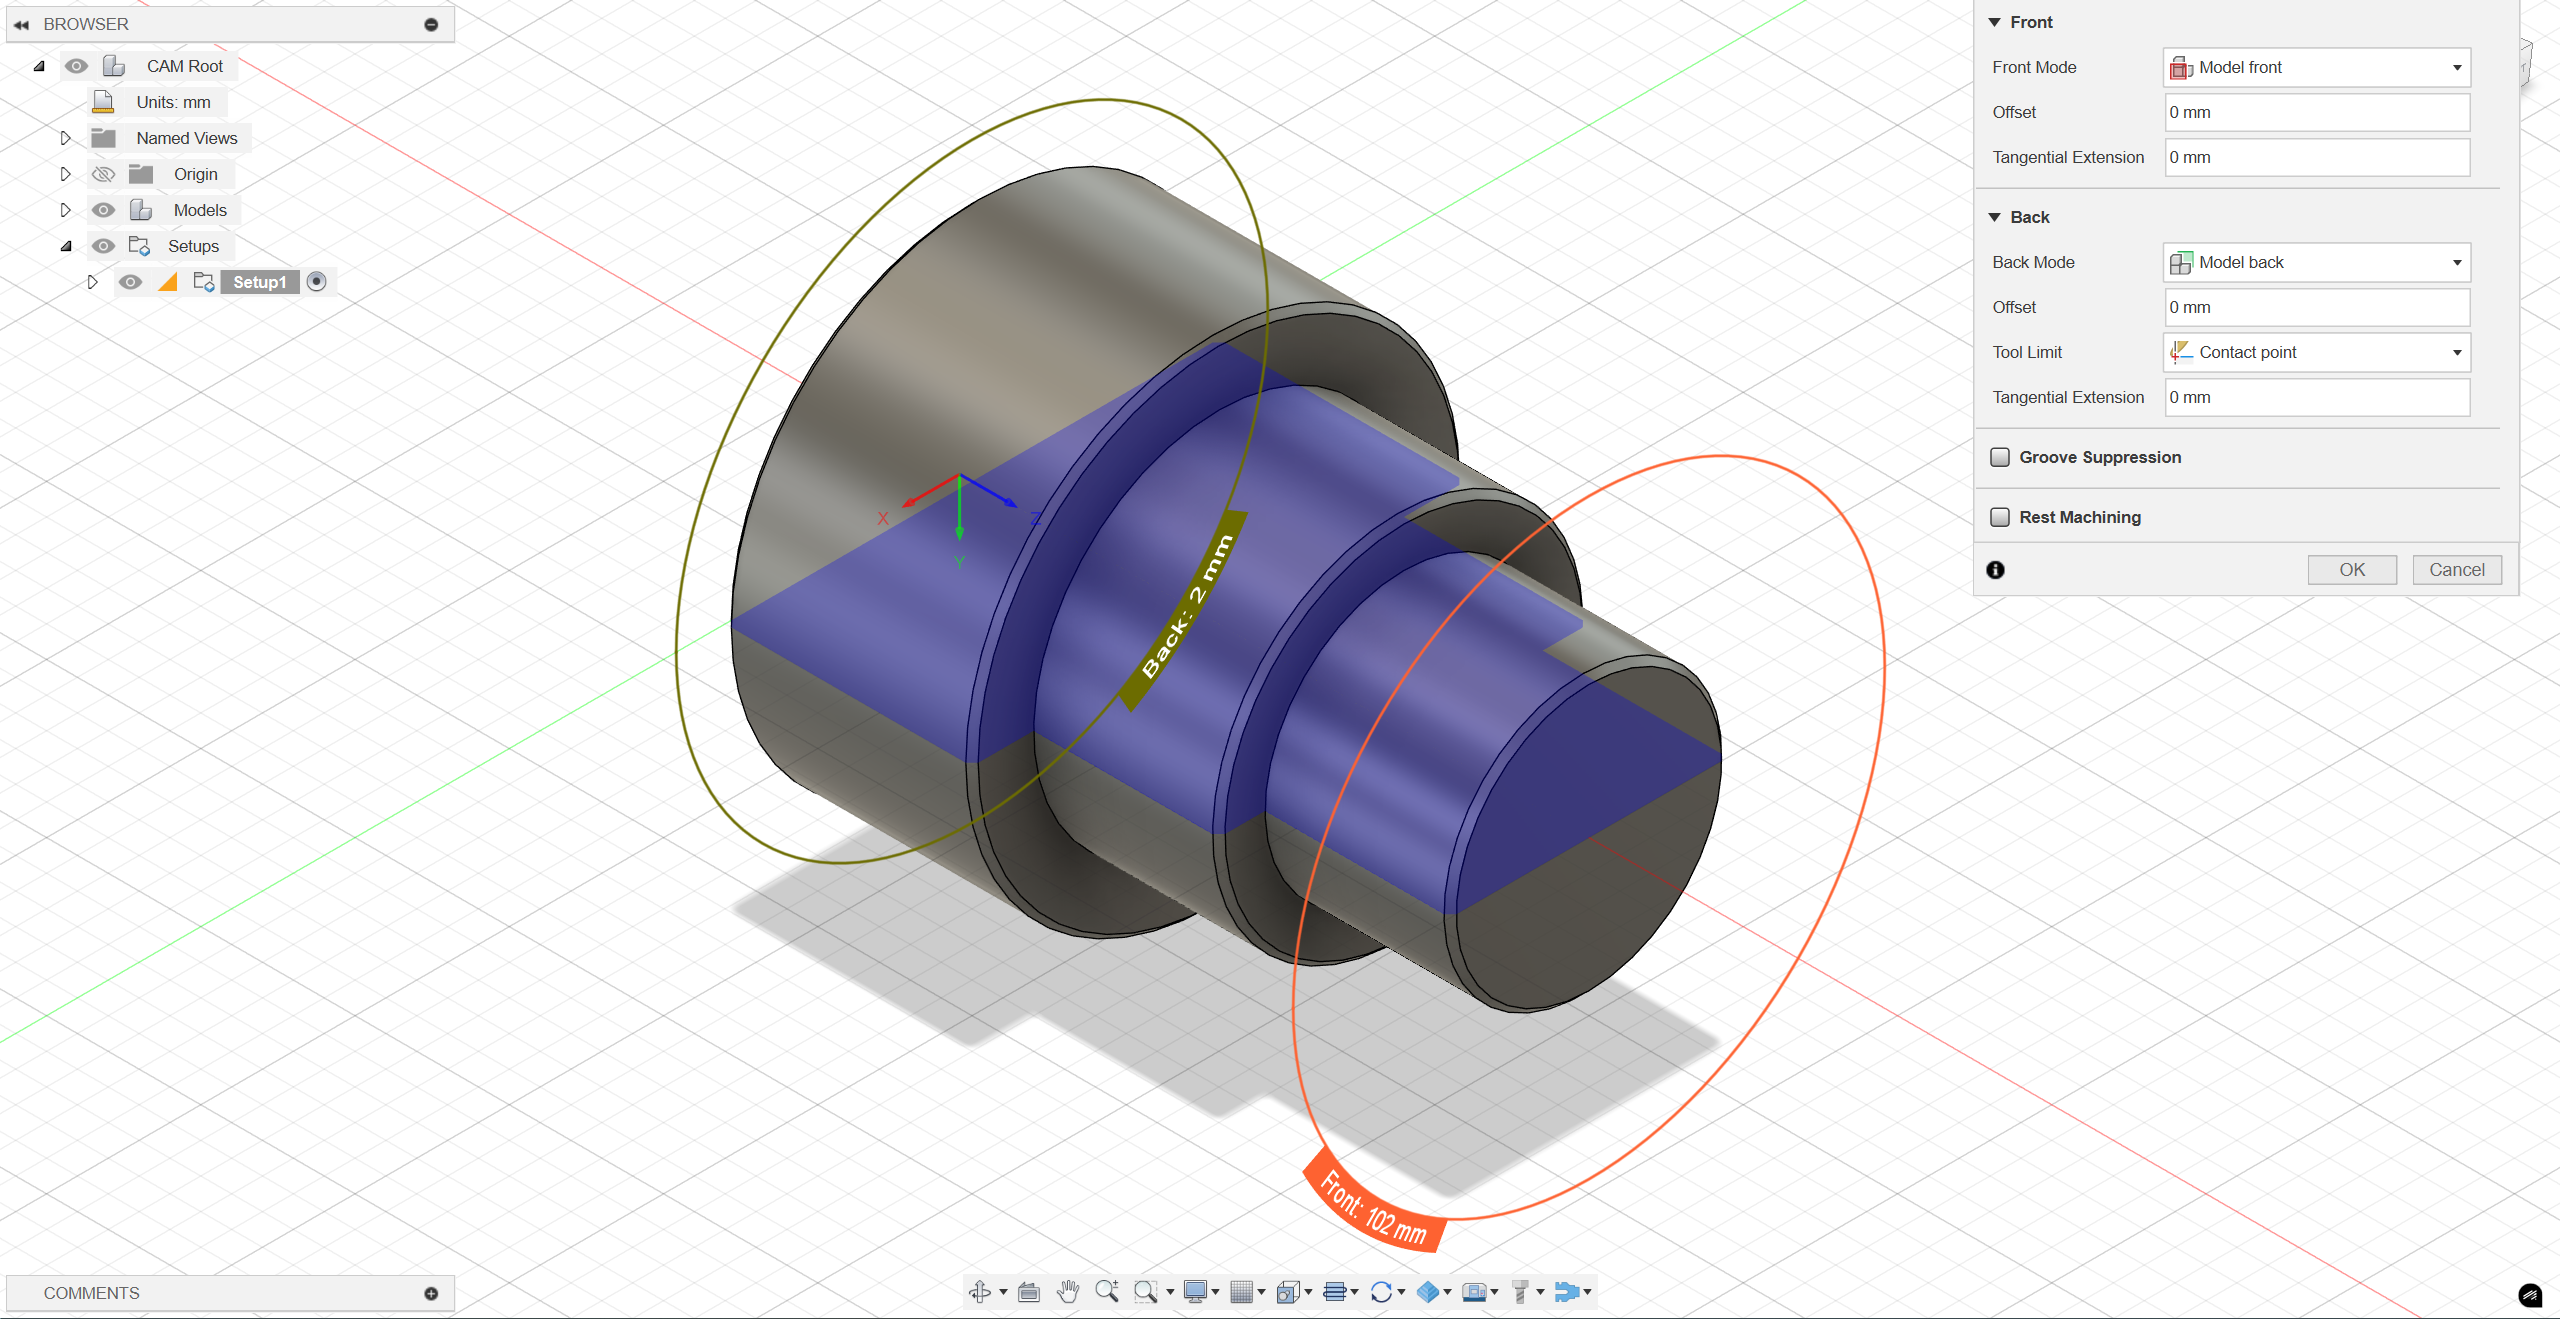 BROWSER
CAM Root
Units: mm
Named Views
Origin
Models
Setups
Setup1
X
Y
Z
Back: 2 mm
Front: 102 mm
Front
Front Mode
Model front
Offset
0 mm
Tangential Extension
0 mm
Back
Back Mode
Model back
Offset
0 mm
Tool Limit
Contact point
Tangential Extension
0 mm
Groove Suppression
Rest Machining
OK
Cancel
COMMENTS